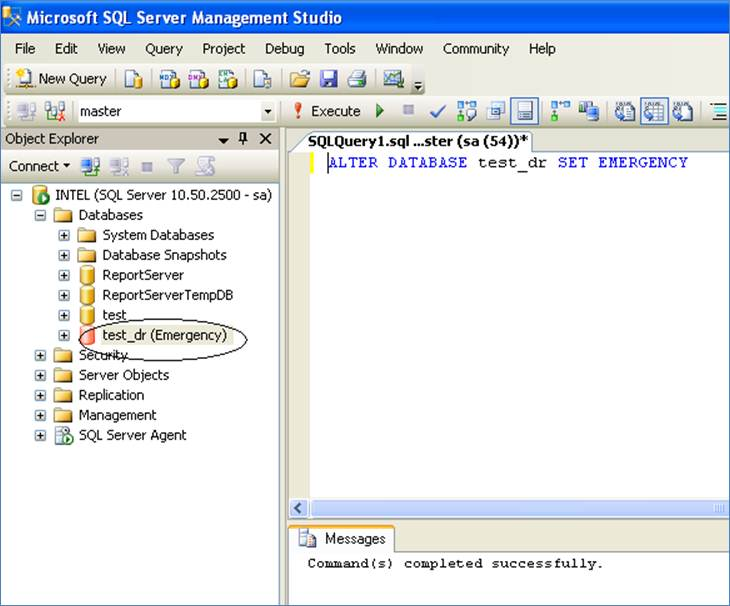 Microsoft SQL Server Management Studio
File Edit View Query Project Debug Tools Window Community Help
New Query
master Execute
Object Explorer
Connect
INTEL (SQL Server 10.50.2500 - sa)
Databases
System Databases
Database Snapshots
ReportServer
ReportServerTempDB
test
test_dr (Emergency)
Security
Server Objects
Replication
Management
SQL Server Agent
SQLQuery1.sql ...ster (sa (54))*
ALTER DATABASE test_dr SET EMERGENCY
Messages
Command(s) completed successfully.